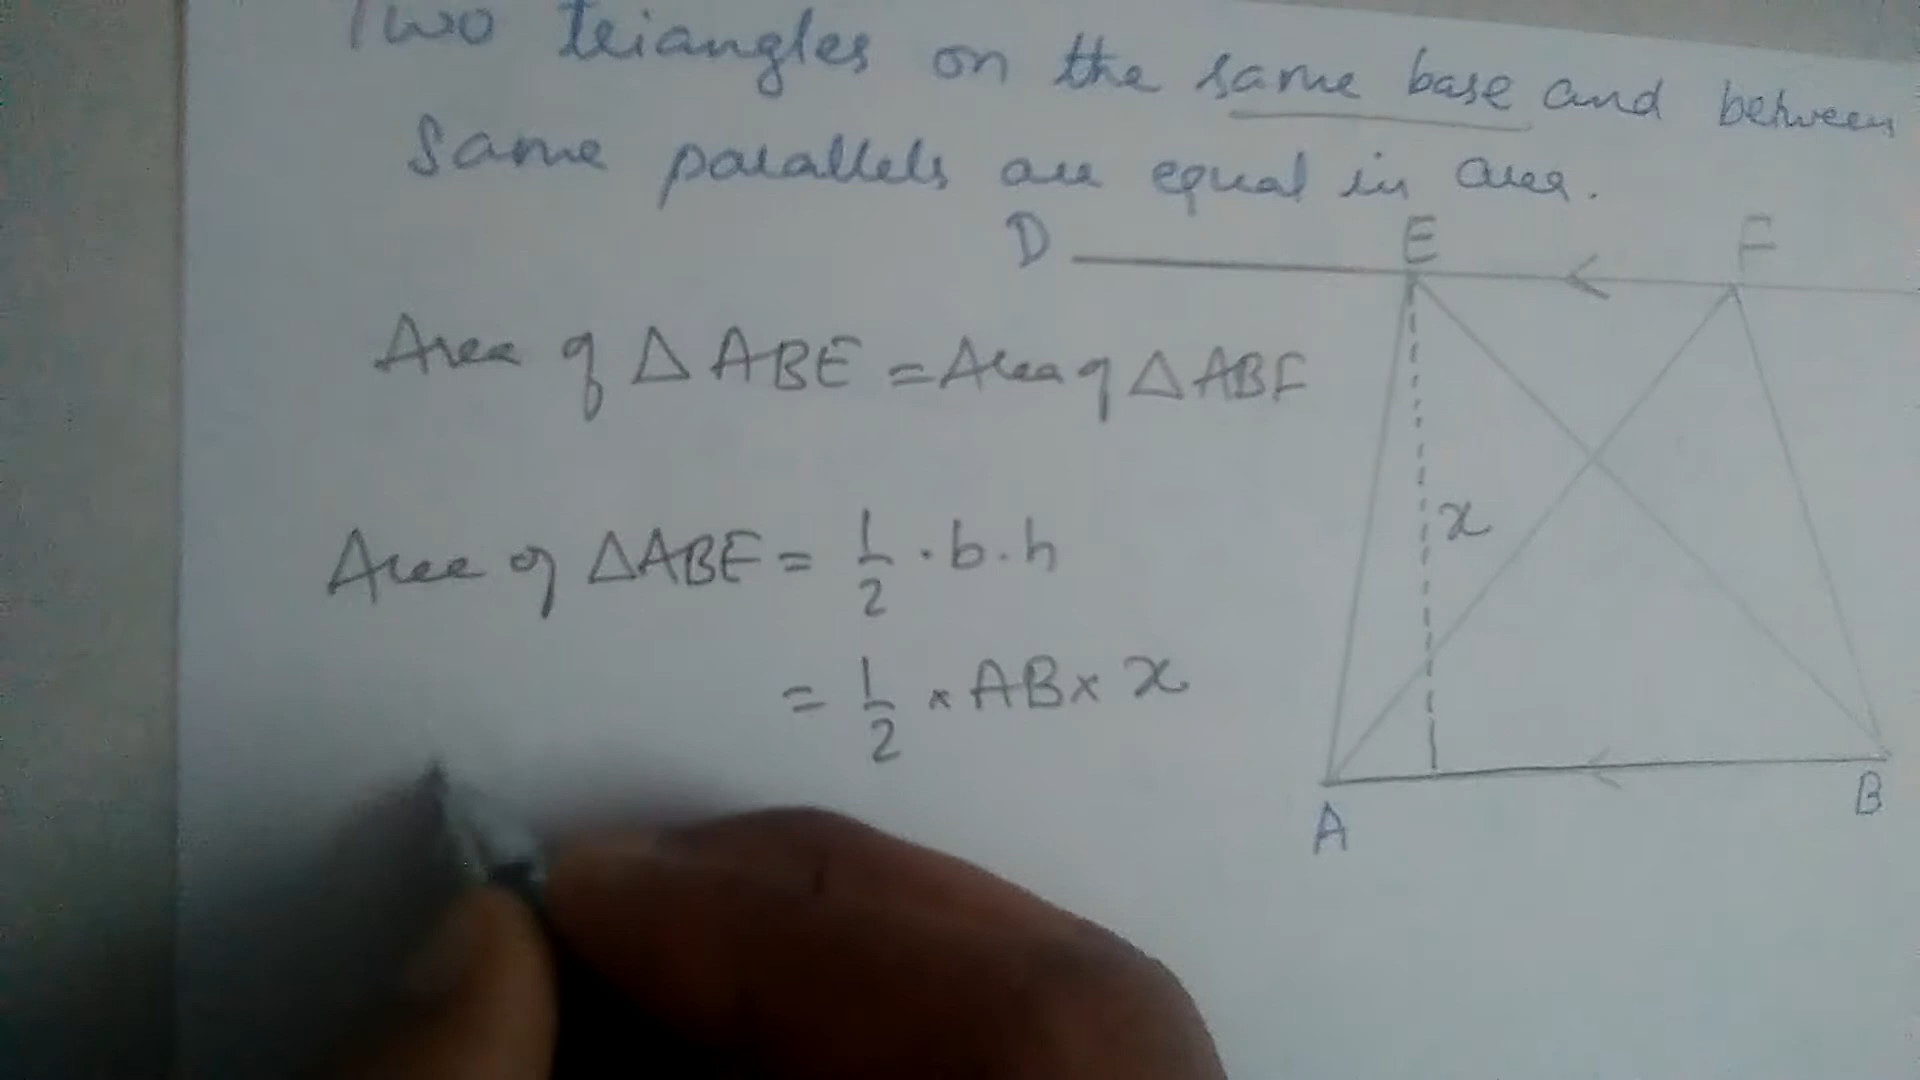 Two triangles on the same base and between
same parallels are equal in area.
D E F
Area of △ ABE = Area of △ ABF
Area of △ABE = 1/2 · b · h
x
= 1/2 × AB × x
A B